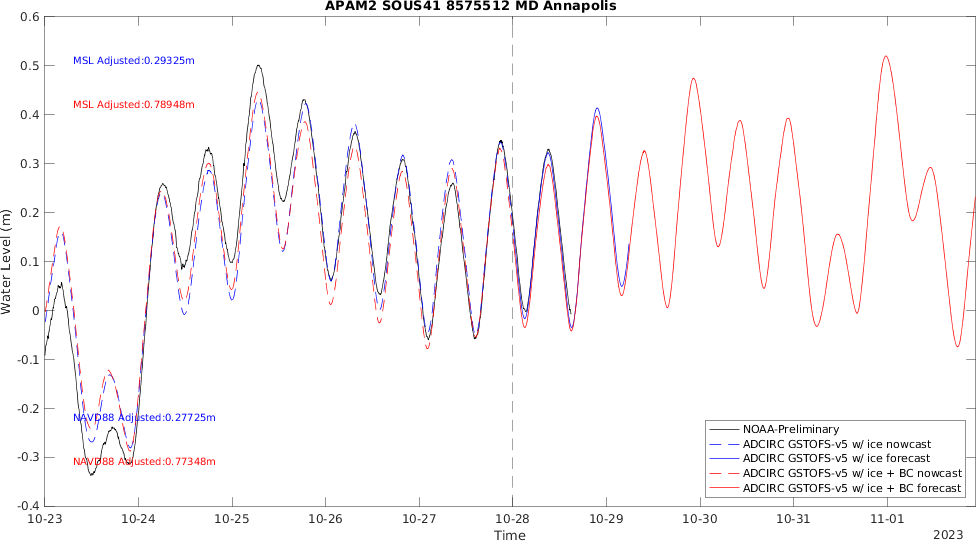 APAM2 SOUS41 8575512 MD Annapolis
0.6
0.5
0.4
0.3
0.2
0.1
0
-0.1
-0.2
-0.3
-0.4
Water Level (m)
MSL Adjusted:0.29325m
MSL Adjusted:0.78948m
NAVD88 Adjusted:0.27725m
NAVD88 Adjusted:0.77348m
NOAA-Preliminary
ADCIRC GSTOFS-v5 w/ ice nowcast
ADCIRC GSTOFS-v5 w/ ice forecast
ADCIRC GSTOFS-v5 w/ ice + BC nowcast
ADCIRC GSTOFS-v5 w/ ice + BC forecast
10-23 10-24 10-25 10-26 10-27 10-28 10-29 10-30 10-31 11-01
Time
2023